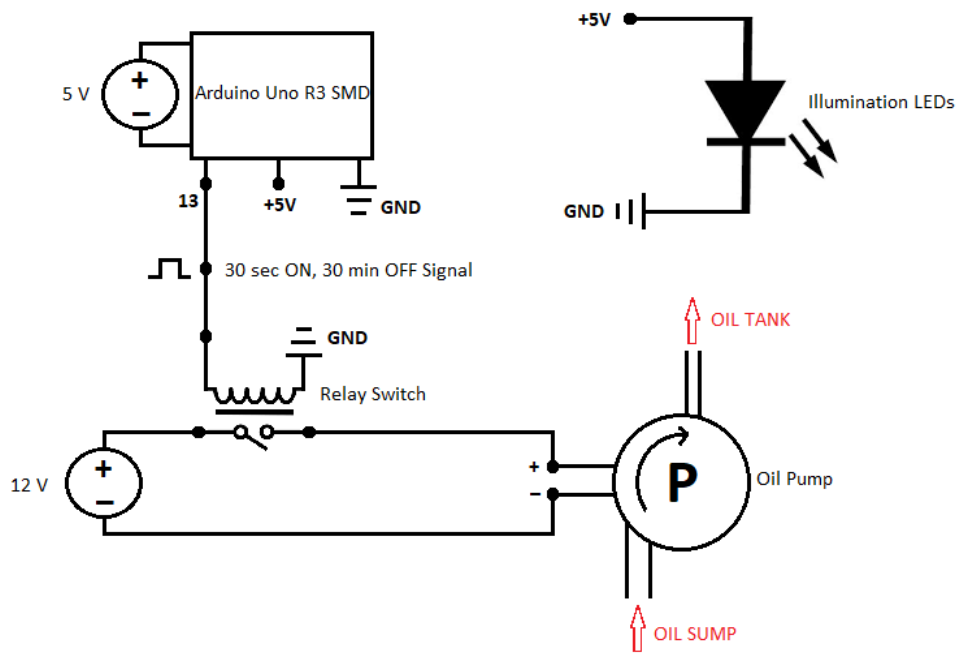 +5V
5 V
Arduino Uno R3 SMD
Illumination LEDs
13
+5V
GND
GND
30 sec ON, 30 min OFF Signal
OIL TANK
GND
Relay Switch
12 V
+
−
+
−
P
Oil Pump
+
−
OIL SUMP